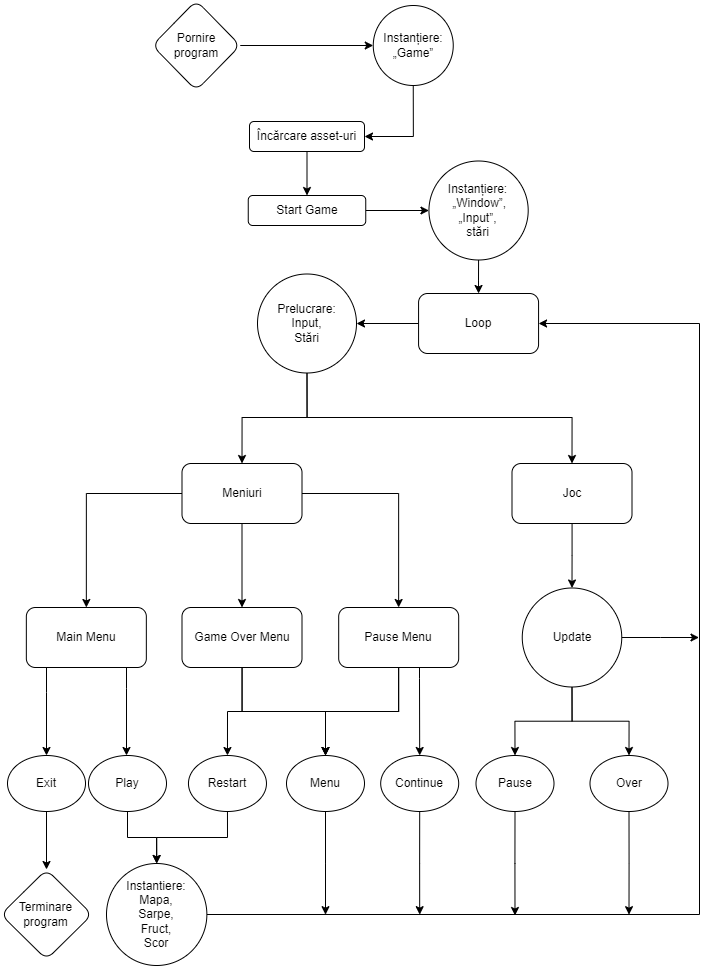 Pornire
program
Instanțiere:
„Game”
Încărcare asset-uri
Start Game
Instanțiere:
„Window”,
„Input”,
stări
Prelucrare:
Input,
Stări
Loop
Meniuri
Joc
Main Menu
Game Over Menu
Pause Menu
Update
Exit
Play
Restart
Menu
Continue
Pause
Over
Terminare
program
Instantiere:
Mapa,
Sarpe,
Fruct,
Scor